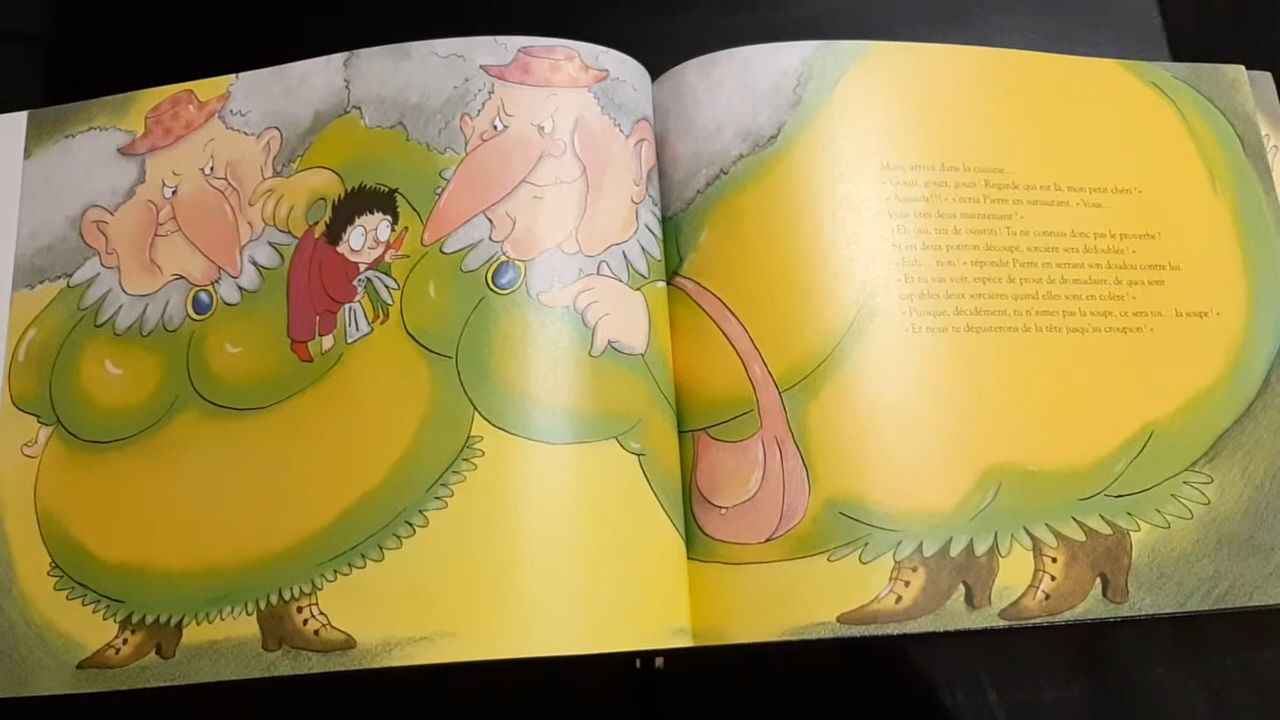 Mais, arrivé dans la cuisine...
« Gouzi, gouzi, gouzi ! Regarde qui est là, mon petit chéri ! »
« Aaaaah !!! » s'écria Pierre en sursautant. « Vous...
Vous êtes deux maintenant ! »
« Eh oui, riri de ouistiti ! Tu ne connais donc pas le proverbe ?
Si en deux potiron découpé, sorcière sera dédoublée ! »
« Euh... non ! » répondit Pierre en serrant son doudou contre lui.
« Et tu vas voir, espèce de prout de dromadaire, de quoi sont
capables deux sorcières quand elles sont en colère ! »
« Puisque, décidément, tu n'aimes pas la soupe, ce sera toi... la soupe ! »
« Et nous te dégusterons de la tête jusqu'au croupion ! »